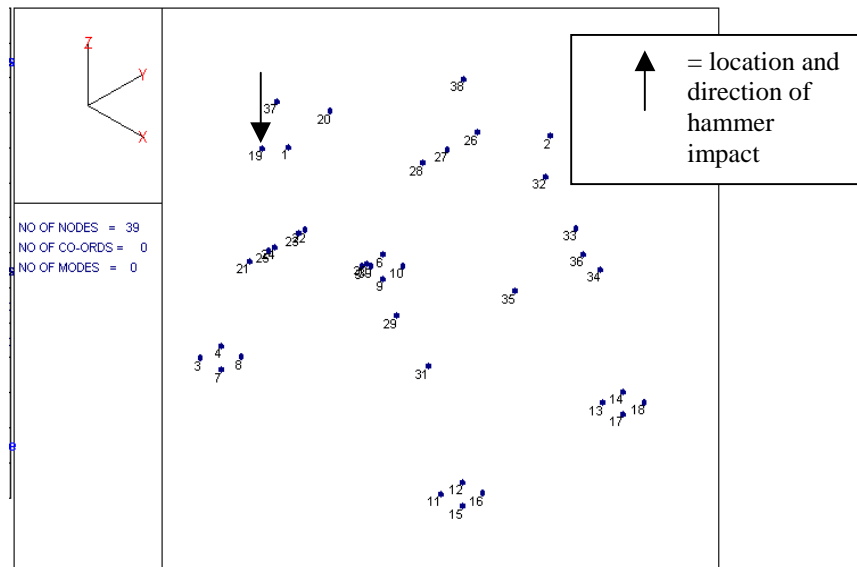 Z
Y
X
s
s
e
NO OF NODES = 39
NO OF CO-ORDS = 0
NO OF MODES = 0
= location and
direction of
hammer
impact
38
37
20
26
2
19
1
27
28
32
33
22
23
24
25
21
6
10
9
36
34
35
29
4
3
8
7
31
14
13
18
17
12
11
16
15